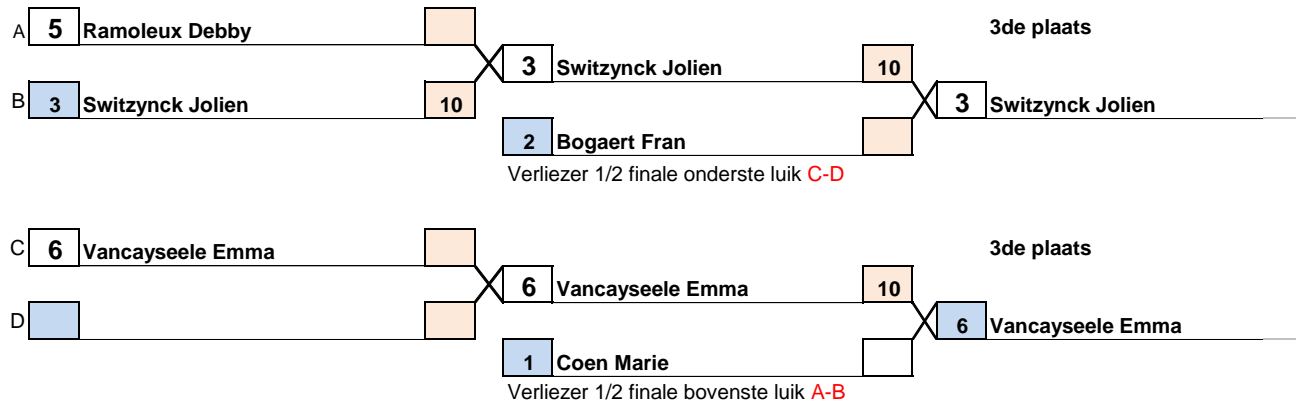 A 5 Ramoleux Debby 3de plaats
3 Switzynck Jolien 10
B 3 Switzynck Jolien 10 3 Switzynck Jolien
2 Bogaert Fran
Verliezer 1/2 finale onderste luik C-D
C 6 Vancayseele Emma 3de plaats
6 Vancayseele Emma 10
D 6 Vancayseele Emma
1 Coen Marie
Verliezer 1/2 finale bovenste luik A-B